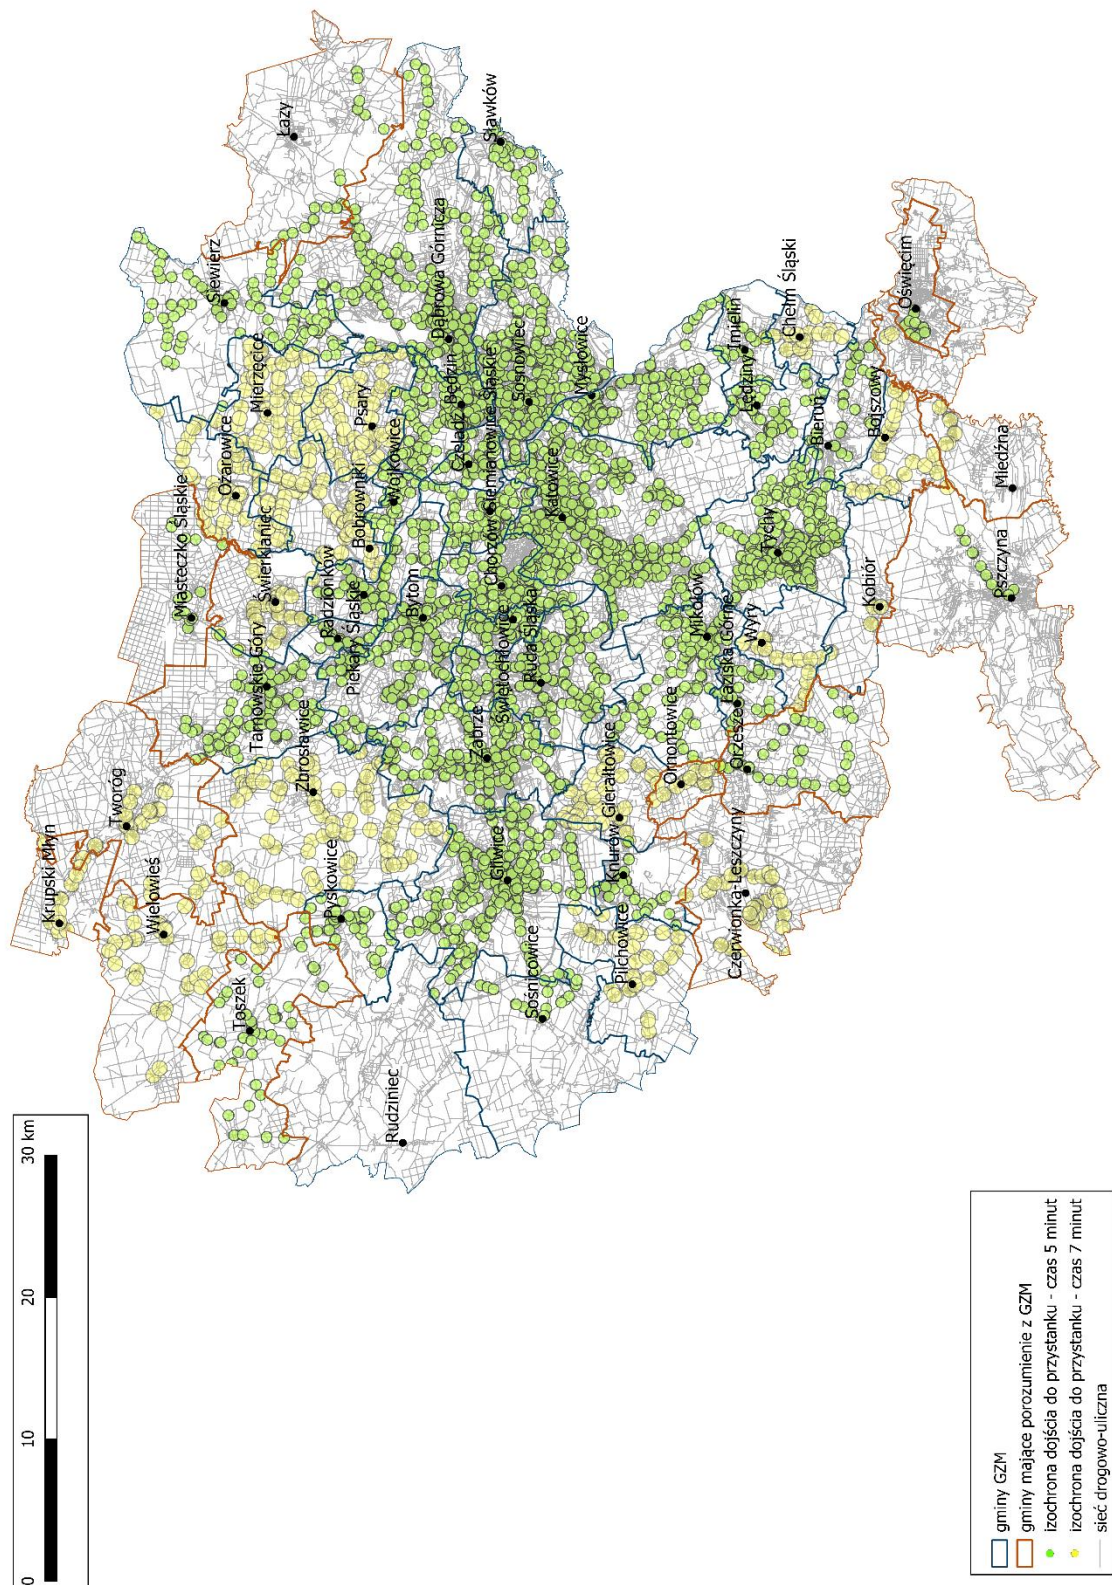 Krupski Młyn
Tworóg
Wielowieś
Toszek
Pyskowice
Zbrosławice
Tarnowskie Góry
Miasteczko Śląskie
Świerklaniec
Ożarowice
Mierzęcice
Siewierz
Łazy
Radzionków
Piekary Śląskie
Bobrowniki
Wojkowice
Psary
Rudziniec
Bytom
Czeladź
Będzin
Dąbrowa Górnicza
Sławków
Gliwice
Zabrze
Świętochłowice
Chorzów
Siemianowice Śląskie
Sosnowiec
Sośnicowice
Ruda Śląska
Katowice
Mysłowice
Pilchowice
Knurów
Gierałtowice
Ornontowice
Mikołów
Łaziska Górne
Orzesze
Wyry
Tychy
Lędziny
Imielin
Chełm Śląski
Bieruń
Bojszowy
Czerwionka-Leszczyny
Kobiór
Oświęcim
Pszczyna
Miedźna
0 10 20 30 km
gminy GZM
gminy mające porozumienie z GZM
izochrona dojścia do przystanku - czas 5 minut
izochrona dojścia do przystanku - czas 7 minut
sieć drogowo-uliczna